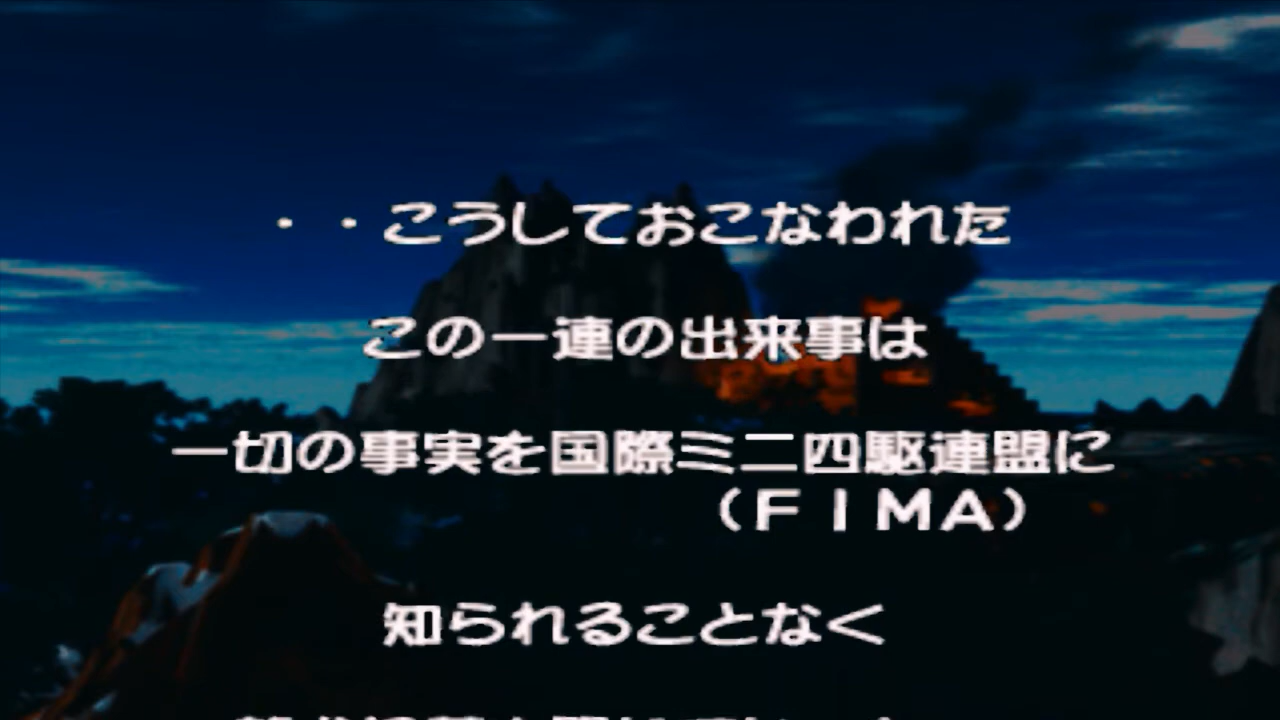 ・・こうしておこなわれた
この一連の出来事は
一切の事実を国際ミニ四駆連盟に
（ＦＩＭＡ）
知られることなく